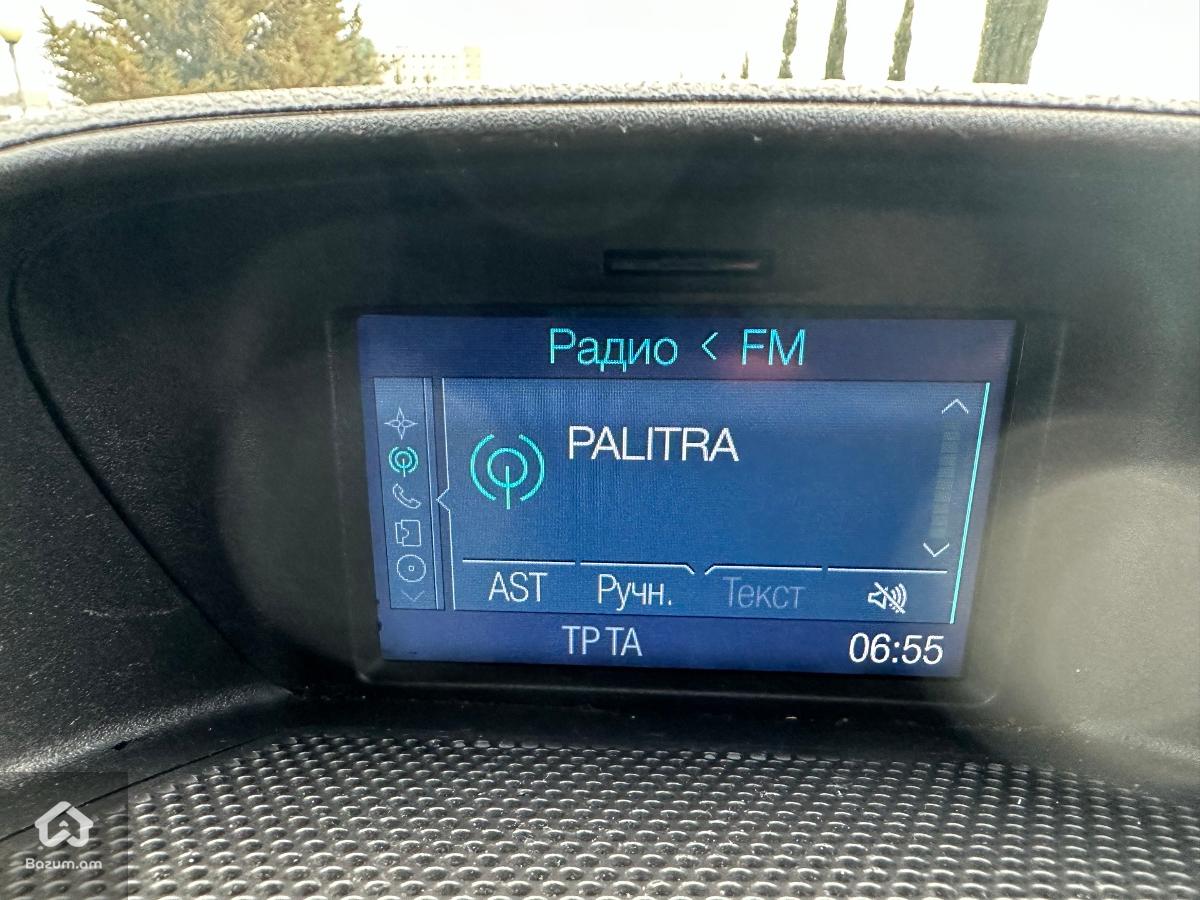 Радио < FM
PALITRA
AST Ручн. Текст
TP TA 06:55
Bazum.am